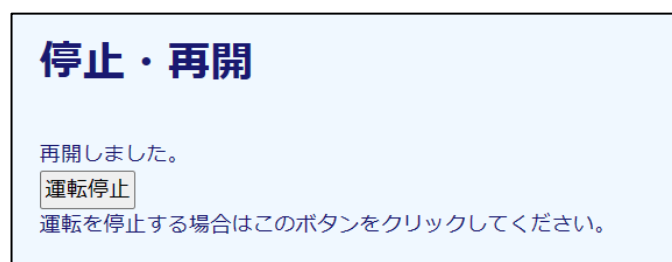 停止・再開
再開しました。
運転停止
運転を停止する場合はこのボタンをクリックしてください。